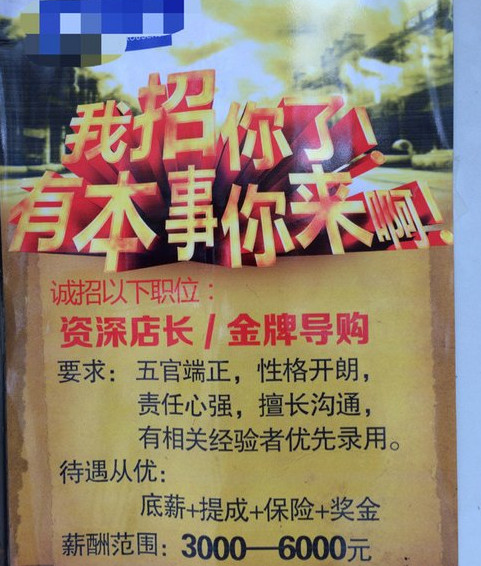 我招你了!
有本事你来啊!
诚招以下职位：
资深店长/金牌导购
要求：五官端正，性格开朗，
责任心强，擅长沟通，
有相关经验者优先录用。
待遇从优：
底薪+提成+保险+奖金
薪酬范围：3000—6000元